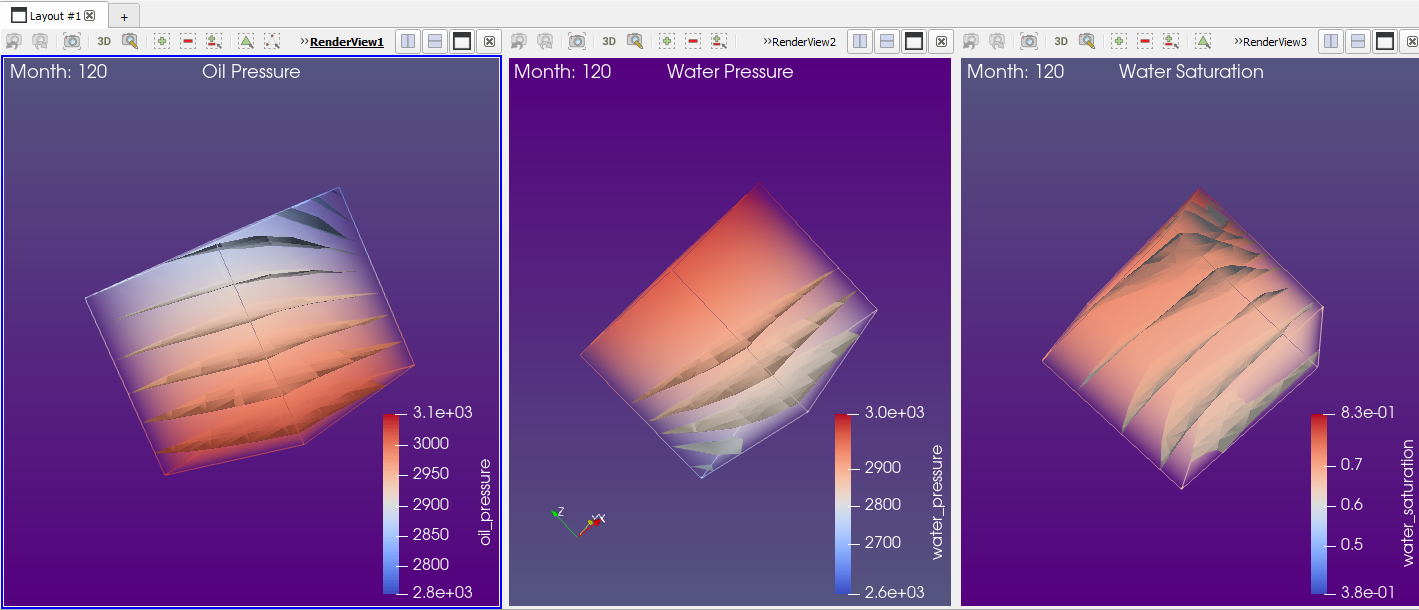 Layout #1
+
3D
»RenderView1
3D
»RenderView2
3D
»RenderView3
Month: 120 Oil Pressure
3.1e+03
3000
2950
2900
2850
2800
2.8e+03
oil_pressure
Month: 120 Water Pressure
3.0e+03
2900
2800
2700
2.6e+03
water_pressure
Z
X
Month: 120 Water Saturation
8.3e-01
0.7
0.6
0.5
3.8e-01
water_saturation